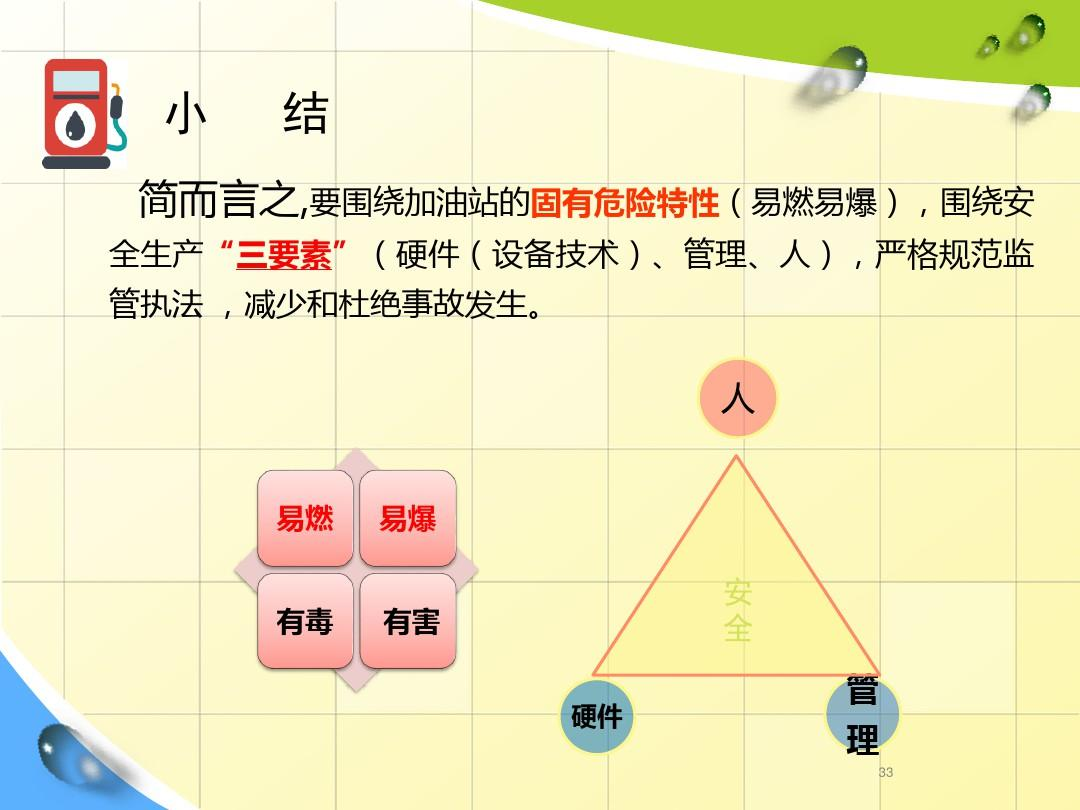 小 结
简而言之,要围绕加油站的固有危险特性（易燃易爆），围绕安
全生产“三要素”（硬件（设备技术）、管理、人），严格规范监
管执法 ，减少和杜绝事故发生。
人
易燃 易爆
有毒 有害
安
全
硬件
管
理
33